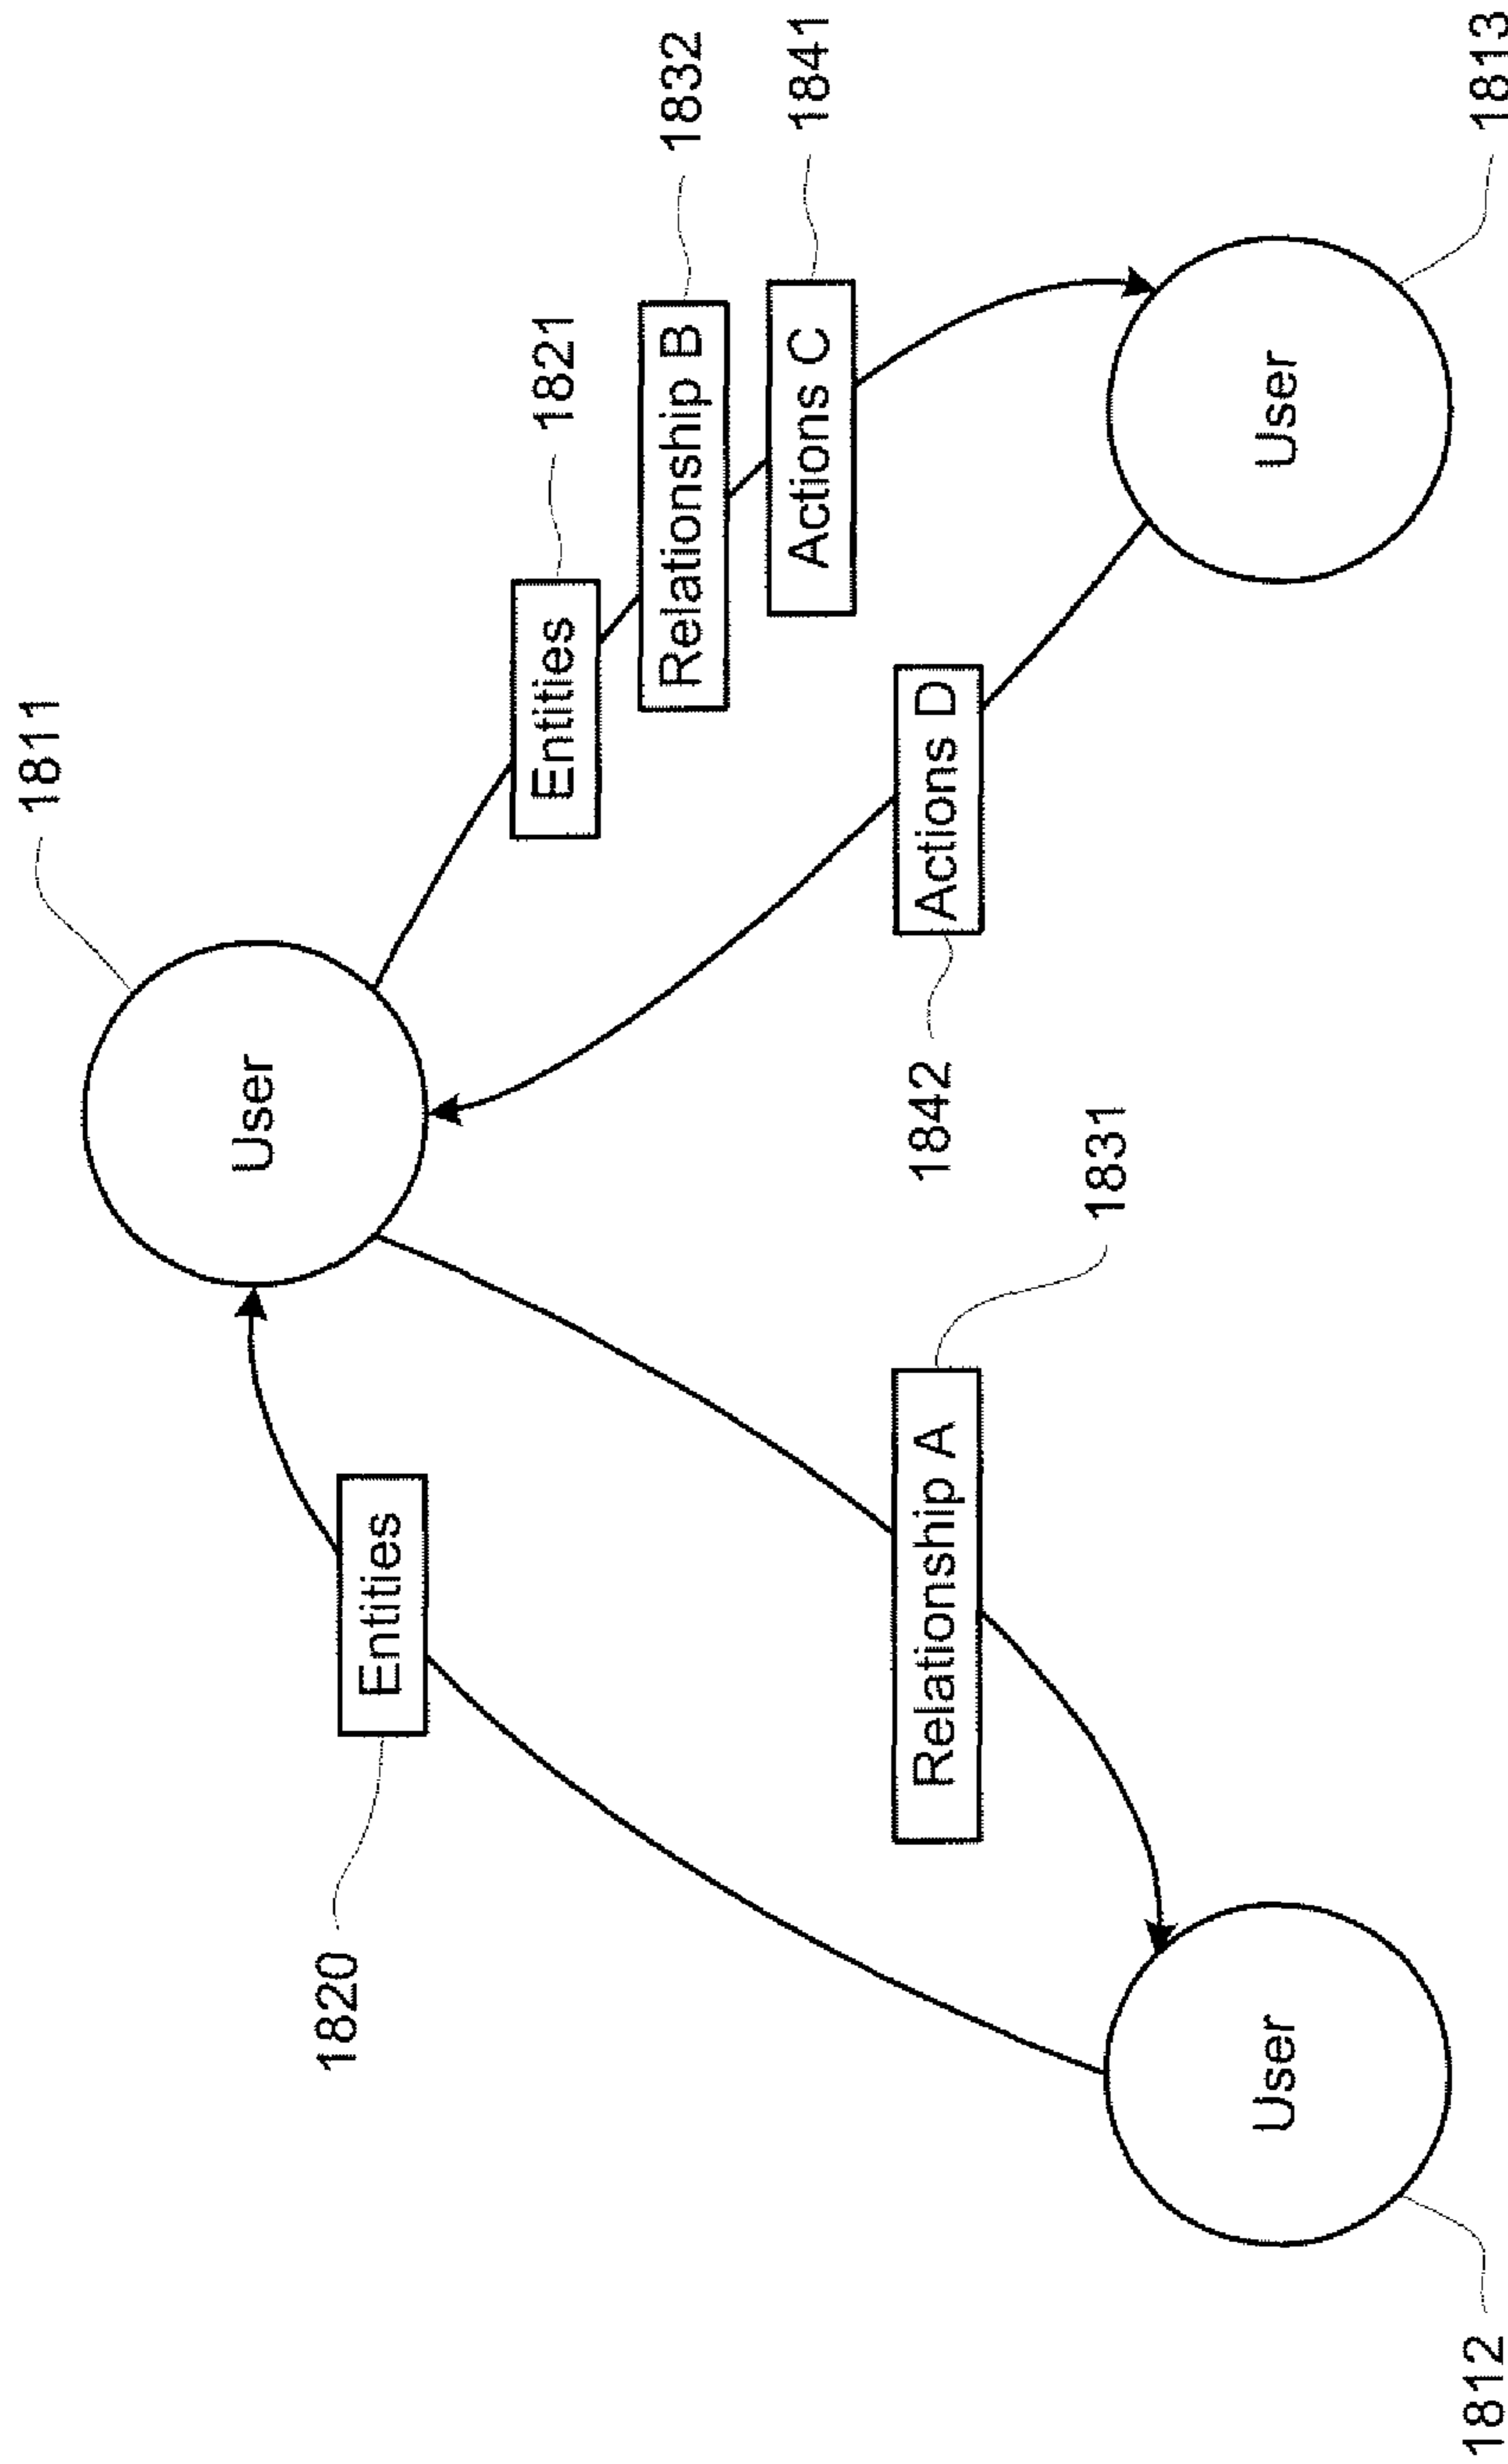 1811
User
Entities
1820
Entities
1821
Relationship B
1832
Actions C
1841
Relationship A
1831
Actions D
1842
User
1812
User
1813